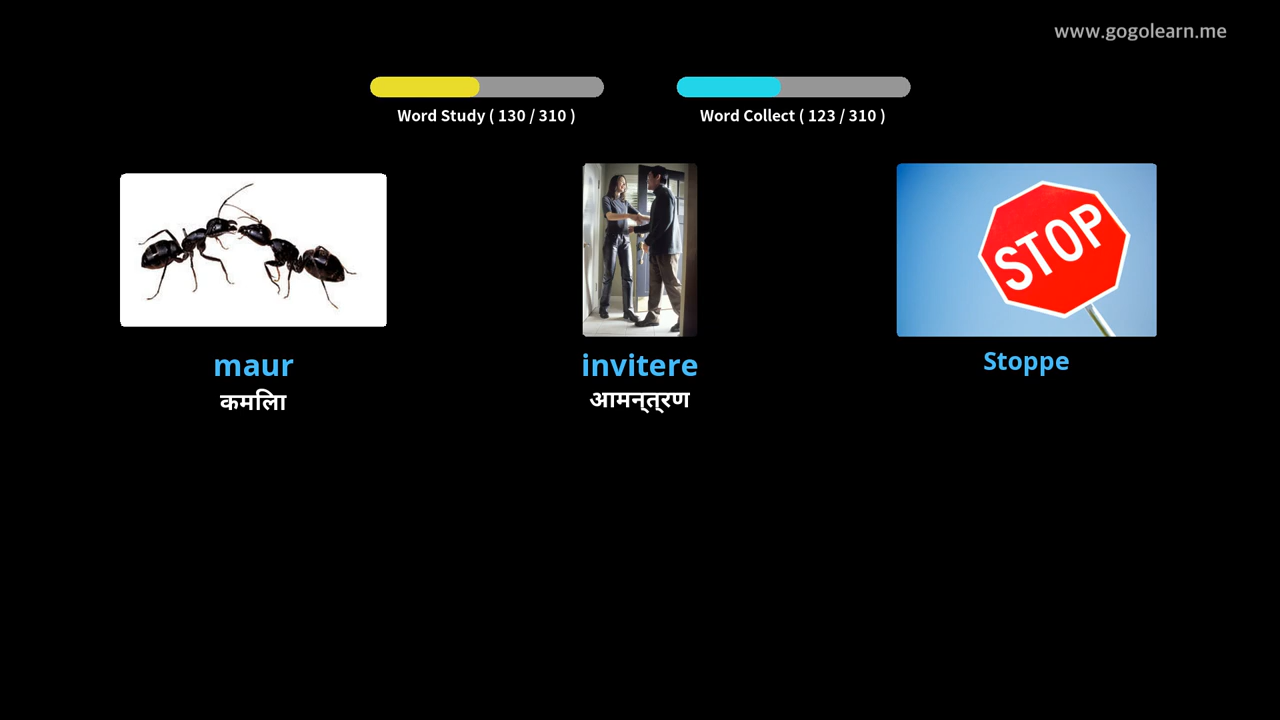 www.gogolearn.me
Word Study ( 130 / 310 )
Word Collect ( 123 / 310 )
STOP
maur
invitere
Stoppe
कमिला
आमन्त्रण